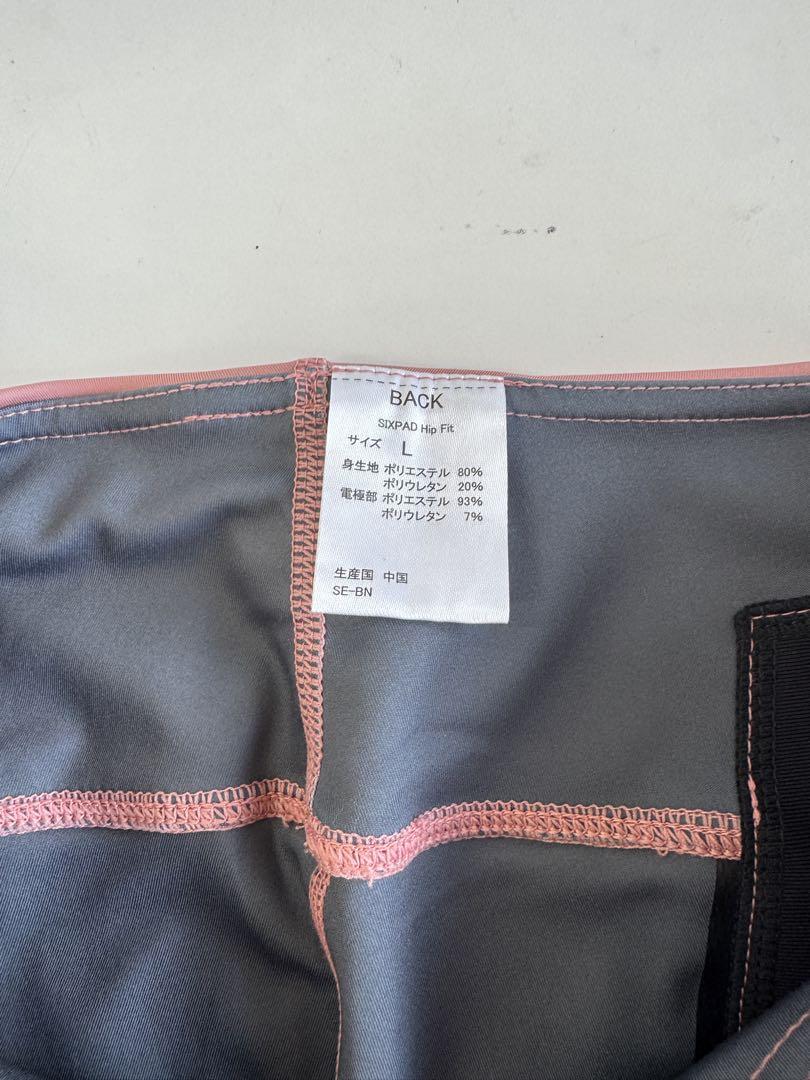 BACK
SIXPAD Hip Fit
サイズ L
身生地 ポリエステル 80%
ポリウレタン 20%
電極部 ポリエステル 93%
ポリウレタン 7%
生産国 中国
SE-BN